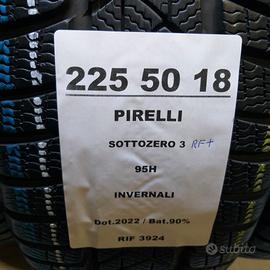 225 50 18
PIRELLI
SOTTOZERO 3 RF+
95H
INVERNALI
Dot.2022 / Bat.90%
RIF 3924
subito